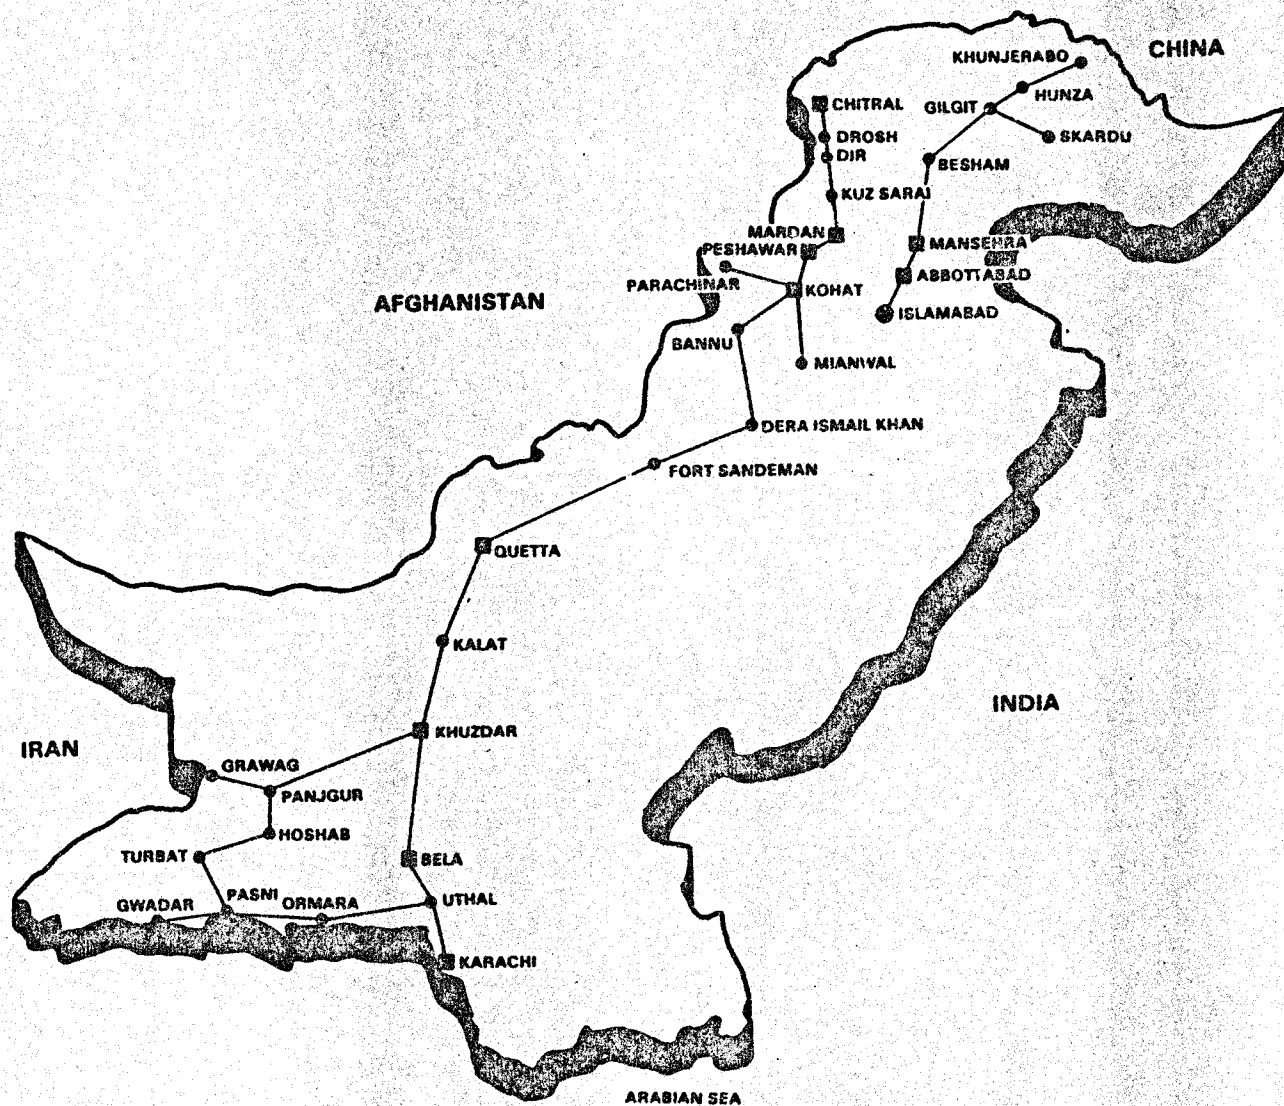 CHINA
KHUNJERABO
HUNZA
GILGIT
CHITRAL
SKARDU
DROSH
DIR
BESHAM
KUZ SARAI
MARDAN
MANSEHRA
PESHAWAR
ABBOTTABAD
PARACHINAR
KOHAT
AFGHANISTAN
ISLAMABAD
BANNU
MIANWAL
DERA ISMAIL KHAN
FORT SANDEMAN
QUETTA
KALAT
INDIA
KHUZDAR
IRAN
GRAWAG
PANJGUR
HOSHAB
TURBAT
BELA
PASNI
UTHAL
GWADAR
ORMARA
KARACHI
ARABIAN SEA